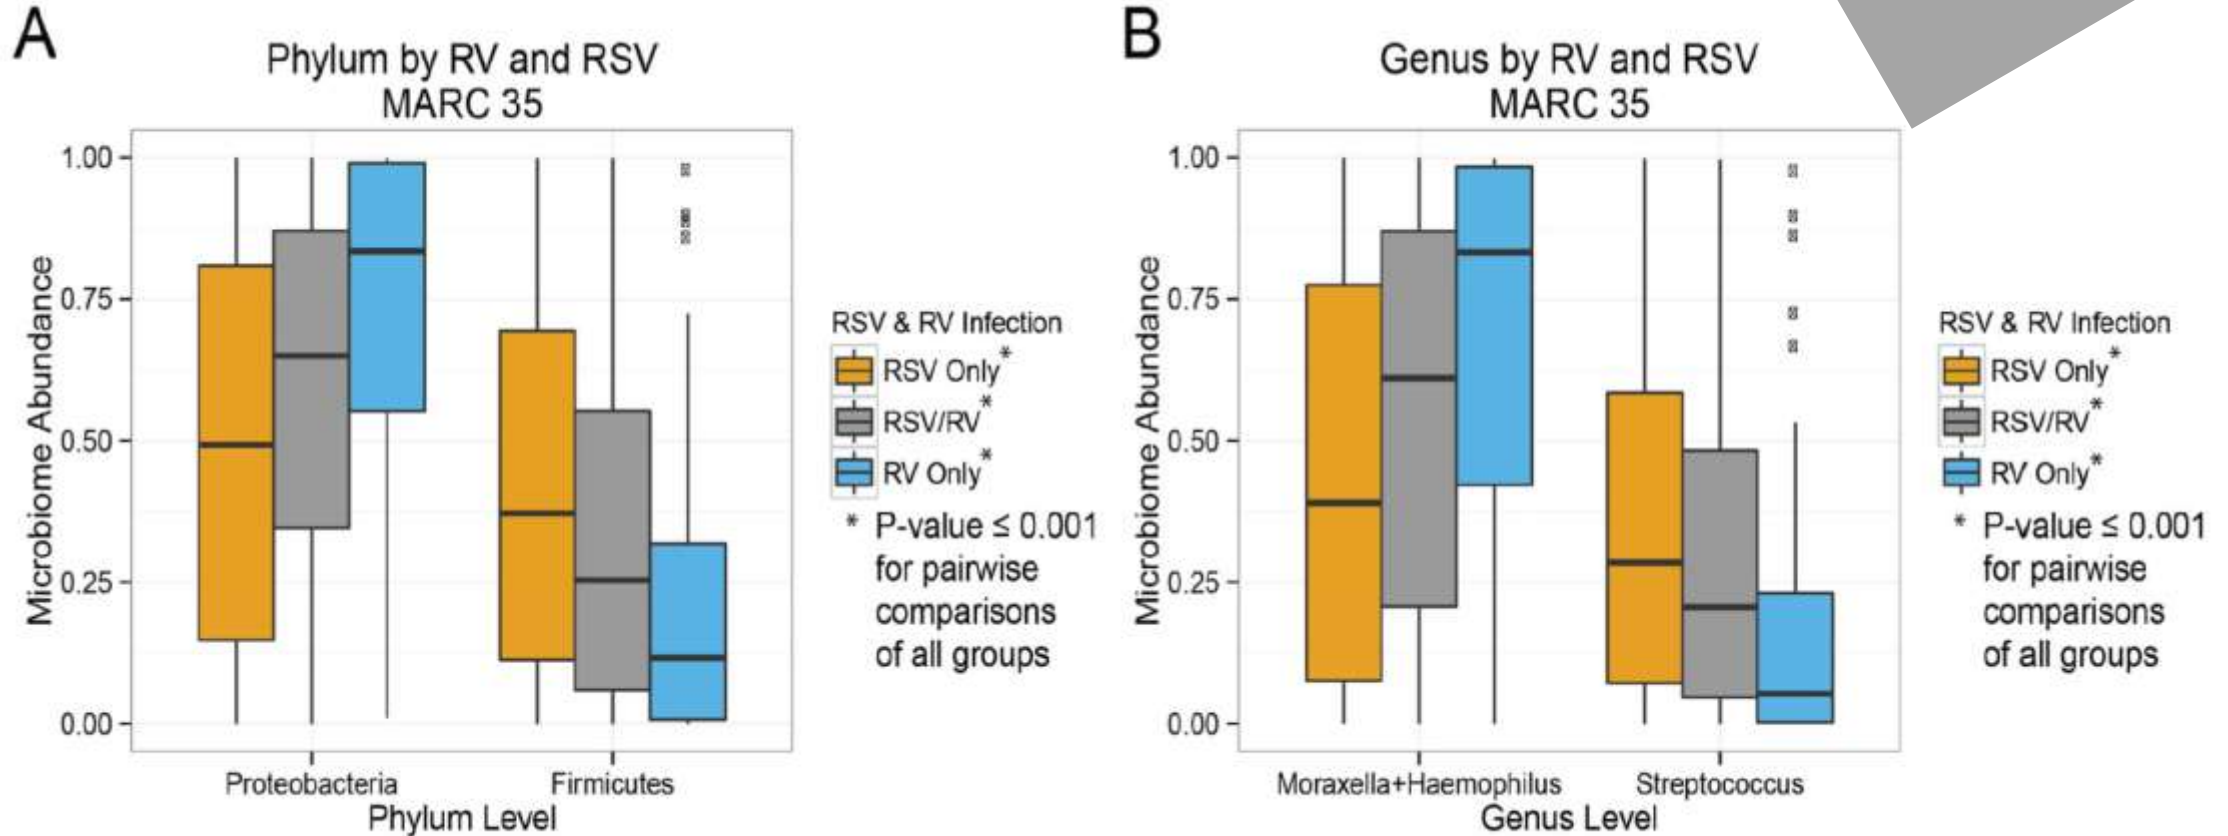 A
Phylum by RV and RSV
MARC 35
1.00
0.75
0.50
0.25
0.00
Microbiome Abundance
Proteobacteria
Firmicutes
Phylum Level
RSV & RV Infection
RSV Only*
RSV/RV*
RV Only*
* P-value ≤ 0.001
for pairwise
comparisons
of all groups
B
Genus by RV and RSV
MARC 35
1.00
0.75
0.50
0.25
0.00
Microbiome Abundance
Moraxella+Haemophilus
Streptococcus
Genus Level
RSV & RV Infection
RSV Only*
RSV/RV*
RV Only*
* P-value ≤ 0.001
for pairwise
comparisons
of all groups